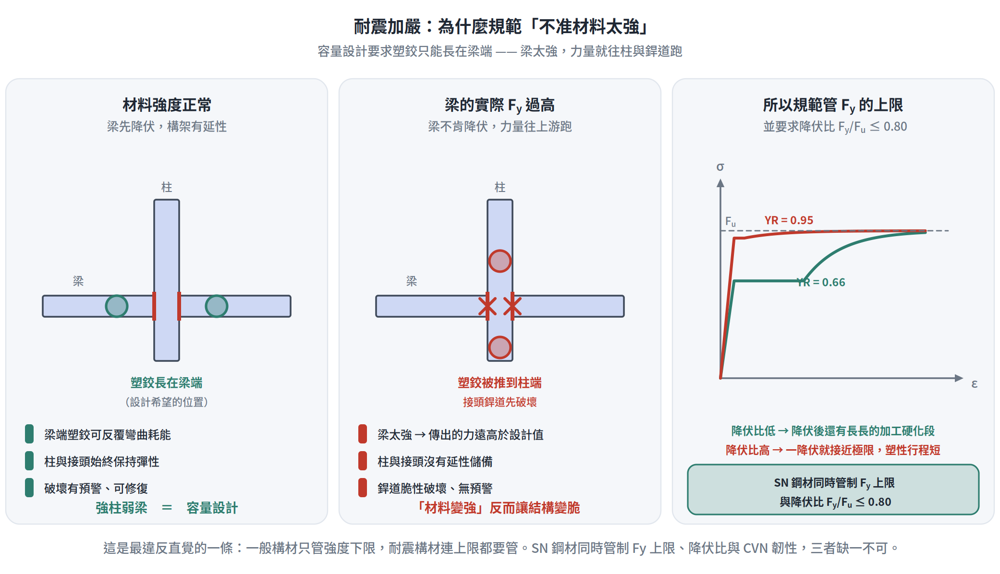 耐震加嚴：為什麼規範「不准材料太強」
容量設計要求塑鉸只能長在梁端 —— 梁太強，力量就往柱與銲道跑
材料強度正常
梁先降伏，構架有延性
柱
梁
塑鉸長在梁端
（設計希望的位置）
梁端塑鉸可反覆彎曲耗能
柱與接頭始終保持彈性
破壞有預警、可修復
強柱弱梁 ＝ 容量設計
梁的實際 Fy 過高
梁不肯降伏，力量往上游跑
柱
梁
塑鉸被推到柱端
接頭銲道先破壞
梁太強 → 傳出的力遠高於設計值
柱與接頭沒有延性儲備
銲道脆性破壞、無預警
「材料變強」反而讓結構變脆
所以規範管 Fy 的上限
並要求降伏比 Fy/Fu ≤ 0.80
σ
Fu
YR = 0.95
YR = 0.66
ε
降伏比低 → 降伏後還有長長的加工硬化段
降伏比高 → 一降伏就接近極限，塑性行程短
SN 鋼材同時管制 Fy 上限
與降伏比 Fy/Fu ≤ 0.80
這是最違反直覺的一條：一般構材只管強度下限，耐震構材連上限都要管。SN 鋼材同時管制 Fy 上限、降伏比與 CVN 韌性，三者缺一不可。